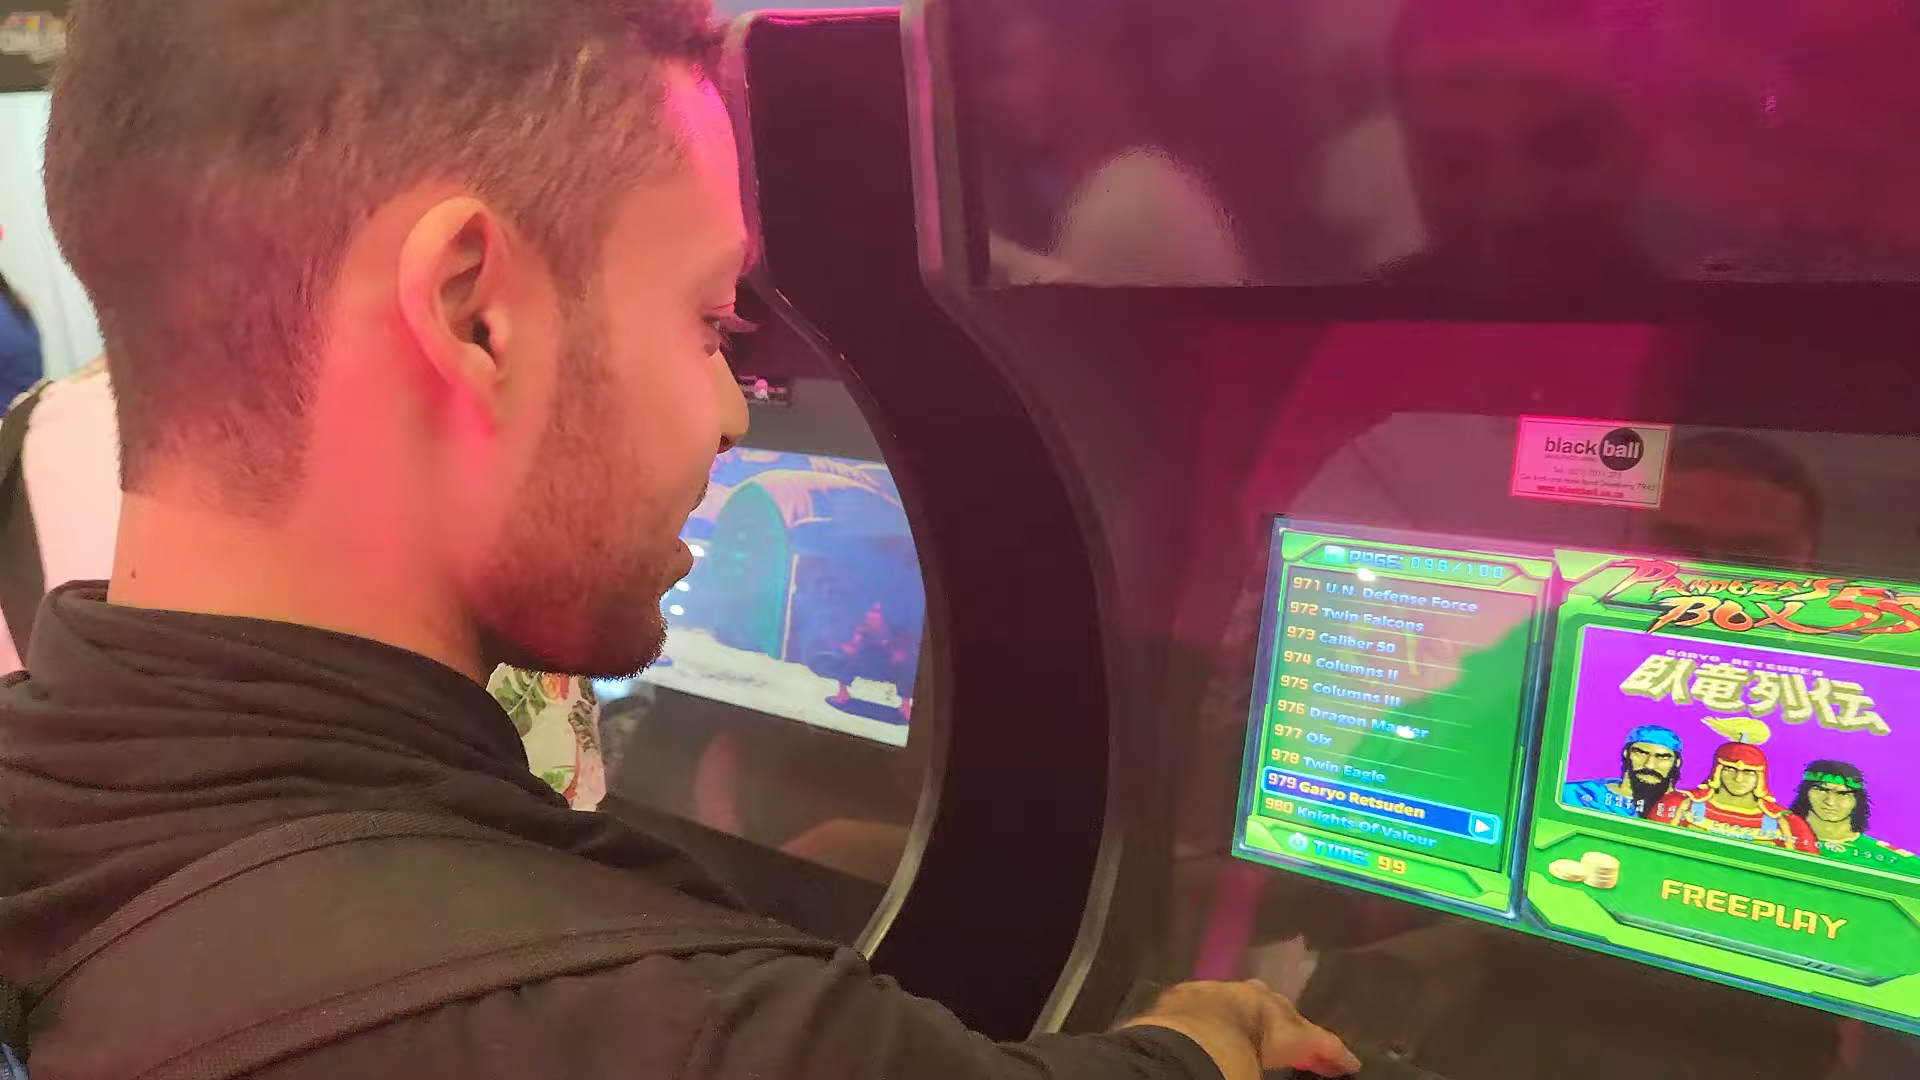 black ball
PAGE: 098/100
971 U.N. Defense Force
972 Twin Falcons
973 Caliber 50
974 Columns II
975 Columns III
976 Dragon Master
977 Oix
978 Twin Eagle
979 Garyo Retsuden
980 Knights Of Valour
TIME: 99
PANDORA'S
BOX 5S
GARYO RETSUDEN
臥竜列伝
1987
FREEPLAY